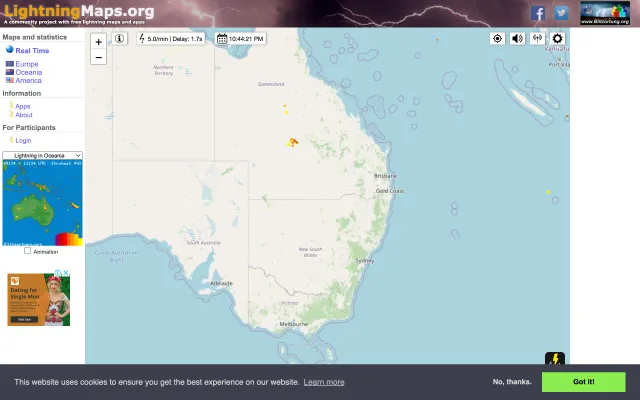 LightningMaps.org
A community project with free lightning maps and apps
www.Blitzortung.org
Maps and statistics
Real Time
Europe
Oceania
America
Information
Apps
About
For Participants
Login
Lightning in Oceania
Animation
Dating for
Single Men
+
−
5.0/min | Delay: 1.7s
10:44:21 PM
Northern
Territory
Queensland
Vanuatu
Port Vila
Brisbane
Gold Coast
South Australia
New South
Wales
Great Australian
Bight
Sydney
Adelaide
Victoria
Melbourne
This website uses cookies to ensure you get the best experience on our website. Learn more
No, thanks.
Got it!